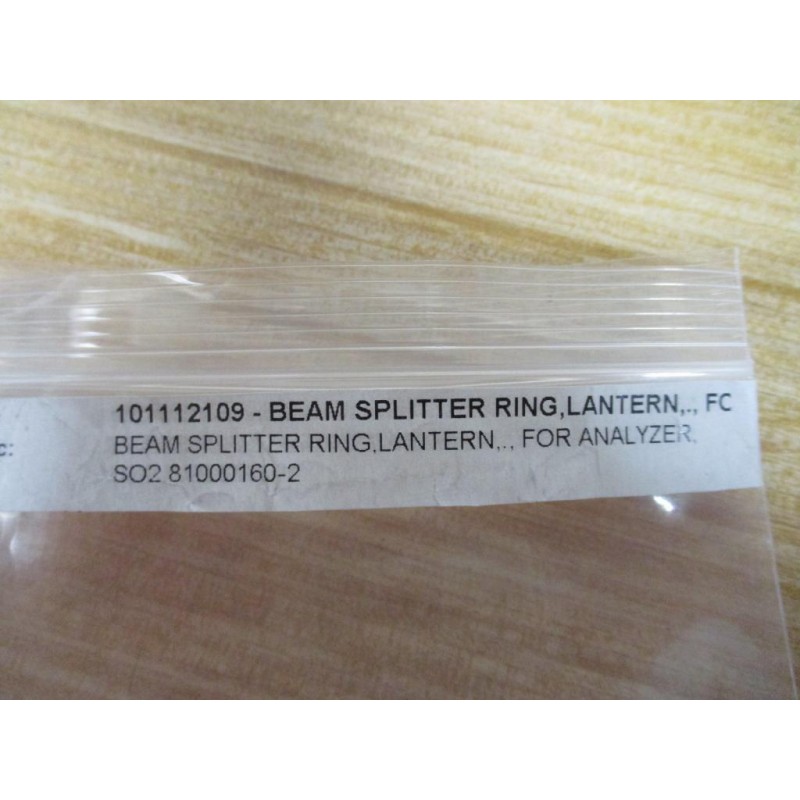 101112109 - BEAM SPLITTER RING,LANTERN,., FC
c: BEAM SPLITTER RING,LANTERN,., FOR ANALYZER,
SO2 81000160-2